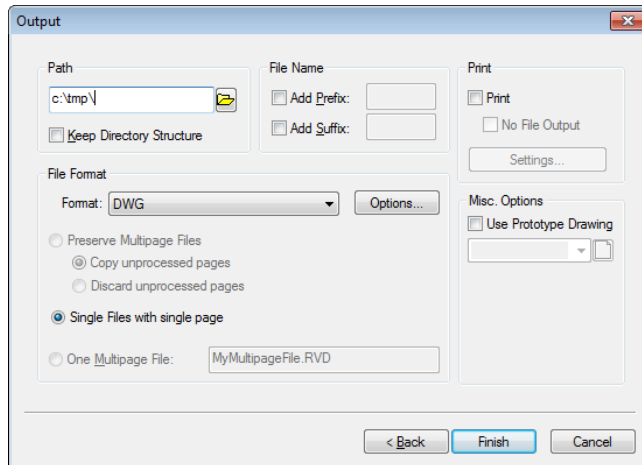 Output
Path
c:\tmp\
Keep Directory Structure
File Name
Add Prefix:
Add Suffix:
Print
Print
No File Output
Settings...
File Format
Format: DWG
Options...
Preserve Multipage Files
Copy unprocessed pages
Discard unprocessed pages
Single Files with single page
One Multipage File: MyMultipageFile.RVD
Misc. Options
Use Prototype Drawing
< Back
Finish
Cancel